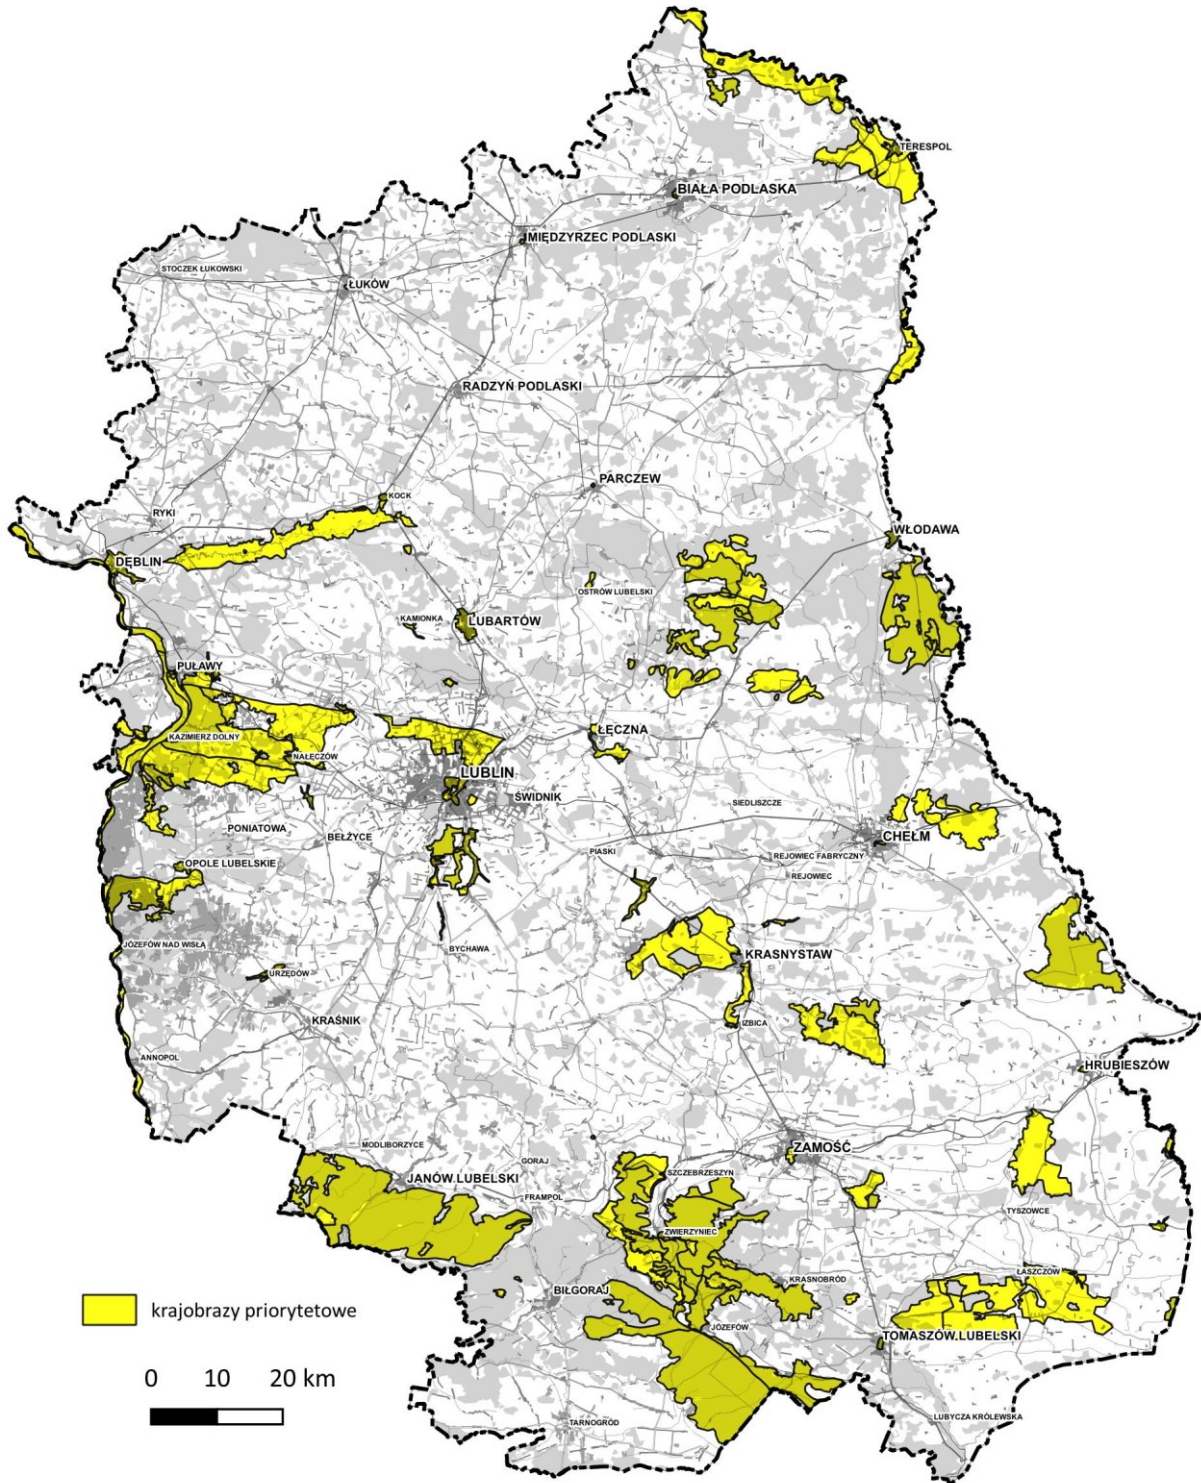 TERESPOL
BIAŁA PODLASKA
MIĘDZYRZEC PODLASKI
STOCZEK ŁUKOWSKI
ŁUKÓW
RADZYŃ PODLASKI
PARCZEW
KOCK
RYKI
WŁODAWA
DĘBLIN
OSTRÓW LUBELSKI
KAMIONKA
LUBARTÓW
PUŁAWY
KAZIMIERZ DOLNY
ŁĘCZNA
NAŁĘCZÓW
LUBLIN
ŚWIDNIK
SIEDLISZCZE
PONIATOWA
BEŁŻYCE
CHEŁM
PIASKI
REJOWIEC FABRYCZNY
OPOLE LUBELSKIE
REJOWIEC
JÓZEFÓW NAD WISŁĄ
BYCHAWA
KRASNYSTAW
URZĘDÓW
KRAŚNIK
IZBICA
ANNOPOL
HRUBIESZÓW
MODLIBORZYCE
ZAMOŚĆ
GORAJ
SZCZEBRZESZYN
JANÓW LUBELSKI
FRAMPOL
TYSZOWCE
ZWIERZYNIEC
ŁASZCZÓW
KRASNOBRÓD
BIŁGORAJ
JÓZEFÓW
TOMASZÓW LUBELSKI
krajobrazy priorytetowe
0 10 20 km
TARNOGRÓD
LUBYCZA KRÓLEWSKA